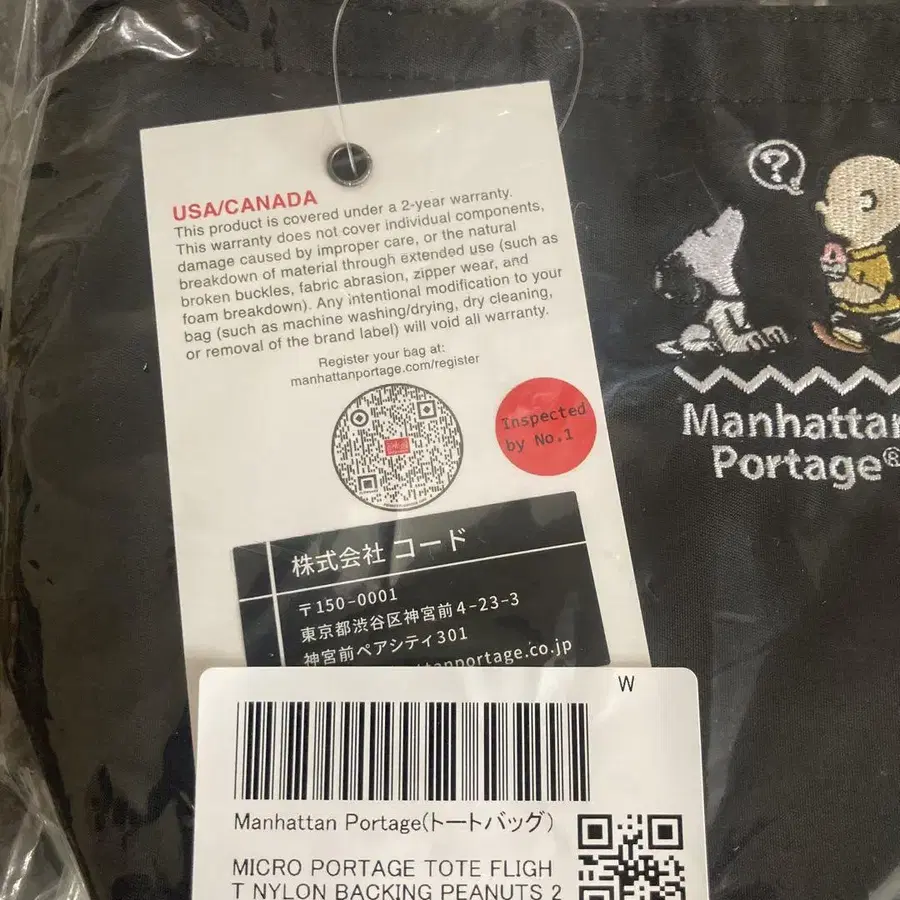 USA/CANADA
This product is covered under a 2-year warranty.
This warranty does not cover individual components,
damage caused by improper care, or the natural
breakdown of material through extended use (such as
broken buckles, fabric abrasion, zipper wear, and
foam breakdown). Any intentional modification to your
bag (such as machine washing/drying, dry cleaning,
or removal of the brand label) will void all warranty.
Register your bag at:
manhattanportage.com/register
Inspected
by No.1
株式会社 コード
〒150-0001
東京都渋谷区神宮前4-23-3
神宮前ペアシティ301
ttanportage.co.jp
?
Manhattan
Portage®
W
Manhattan Portage(トートバッグ)
MICRO PORTAGE TOTE FLIGH
T NYLON BACKING PEANUTS 2